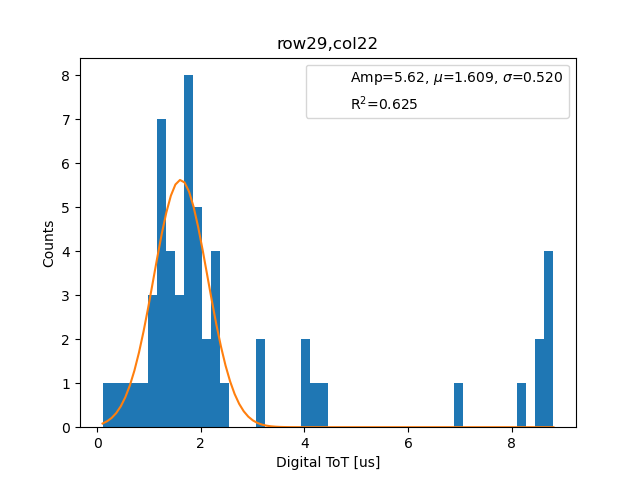 row29,col22
Amp=5.62, μ=1.609, σ=0.520
R²=0.625
Counts
8
7
6
5
4
3
2
1
0
0 2 4 6 8
Digital ToT [us]